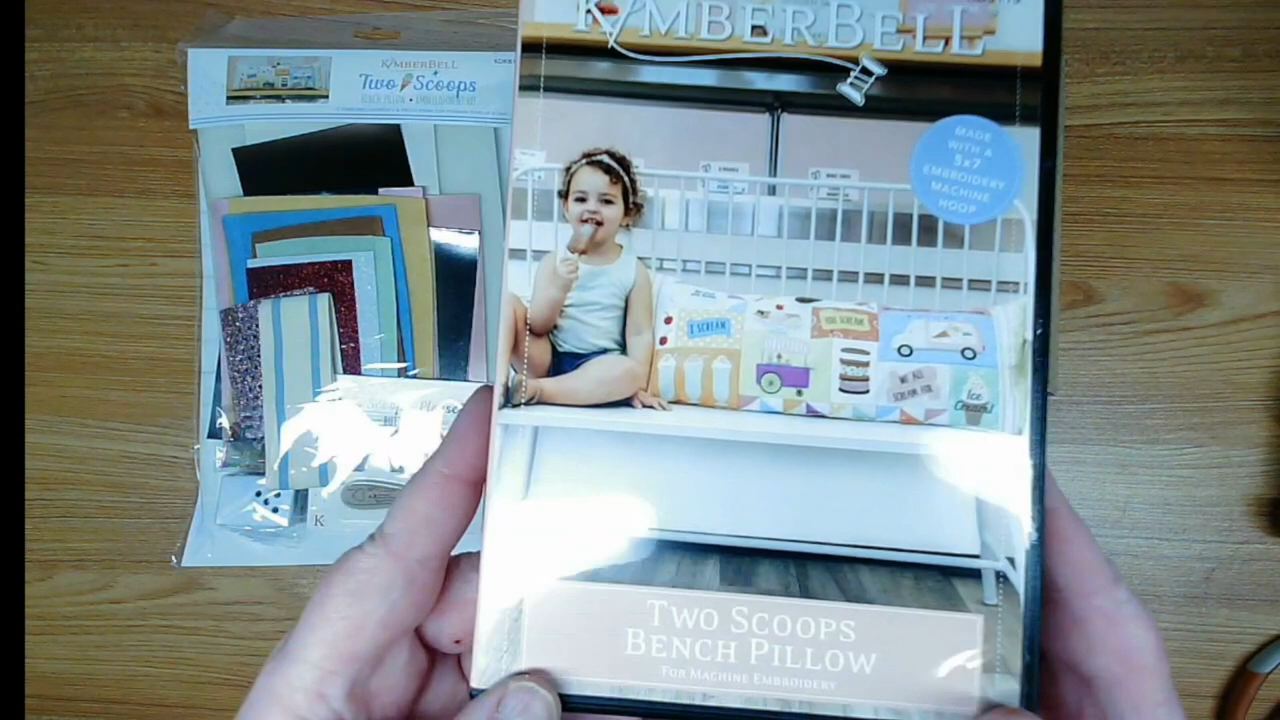 KIMBERBELL
Two Scoops
BENCH PILLOW • EMBELLISHMENT KIT
K
KIMBERBELL
MADE
WITH A
5x7
EMBROIDERY
MACHINE
HOOP
I SCREAM
YOU SCREAM
WE ALL
SCREAM FOR
Ice
Cream!
TWO SCOOPS
BENCH PILLOW
FOR MACHINE EMBROIDERY